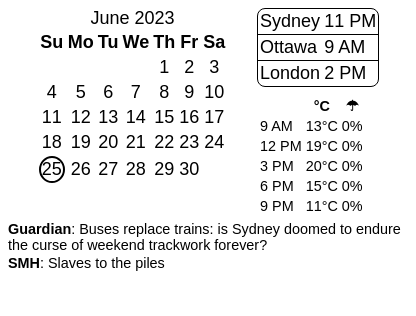 June 2023
Su Mo Tu We Th Fr Sa
1 2 3
4 5 6 7 8 9 10
11 12 13 14 15 16 17
18 19 20 21 22 23 24
25 26 27 28 29 30
Sydney 11 PM
Ottawa 9 AM
London 2 PM
°C ☂
9 AM 13°C 0%
12 PM 19°C 0%
3 PM 20°C 0%
6 PM 15°C 0%
9 PM 11°C 0%
Guardian: Buses replace trains: is Sydney doomed to endure
the curse of weekend trackwork forever?
SMH: Slaves to the piles